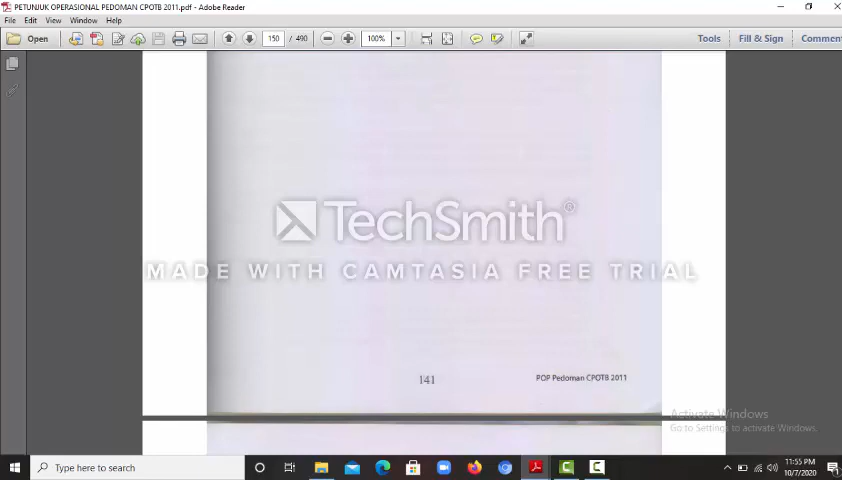 PETUNJUK OPERASIONAL PEDOMAN CPOTB 2011.pdf - Adobe Reader
File Edit View Window Help
Open 150 / 490 100% Tools Fill & Sign Comment
TechSmith®
MADE WITH CAMTASIA FREE TRIAL
141 POP Pedoman CPOTB 2011
Activate Windows
Go to Settings to activate Windows.
Type here to search
11:55 PM
10/7/2020